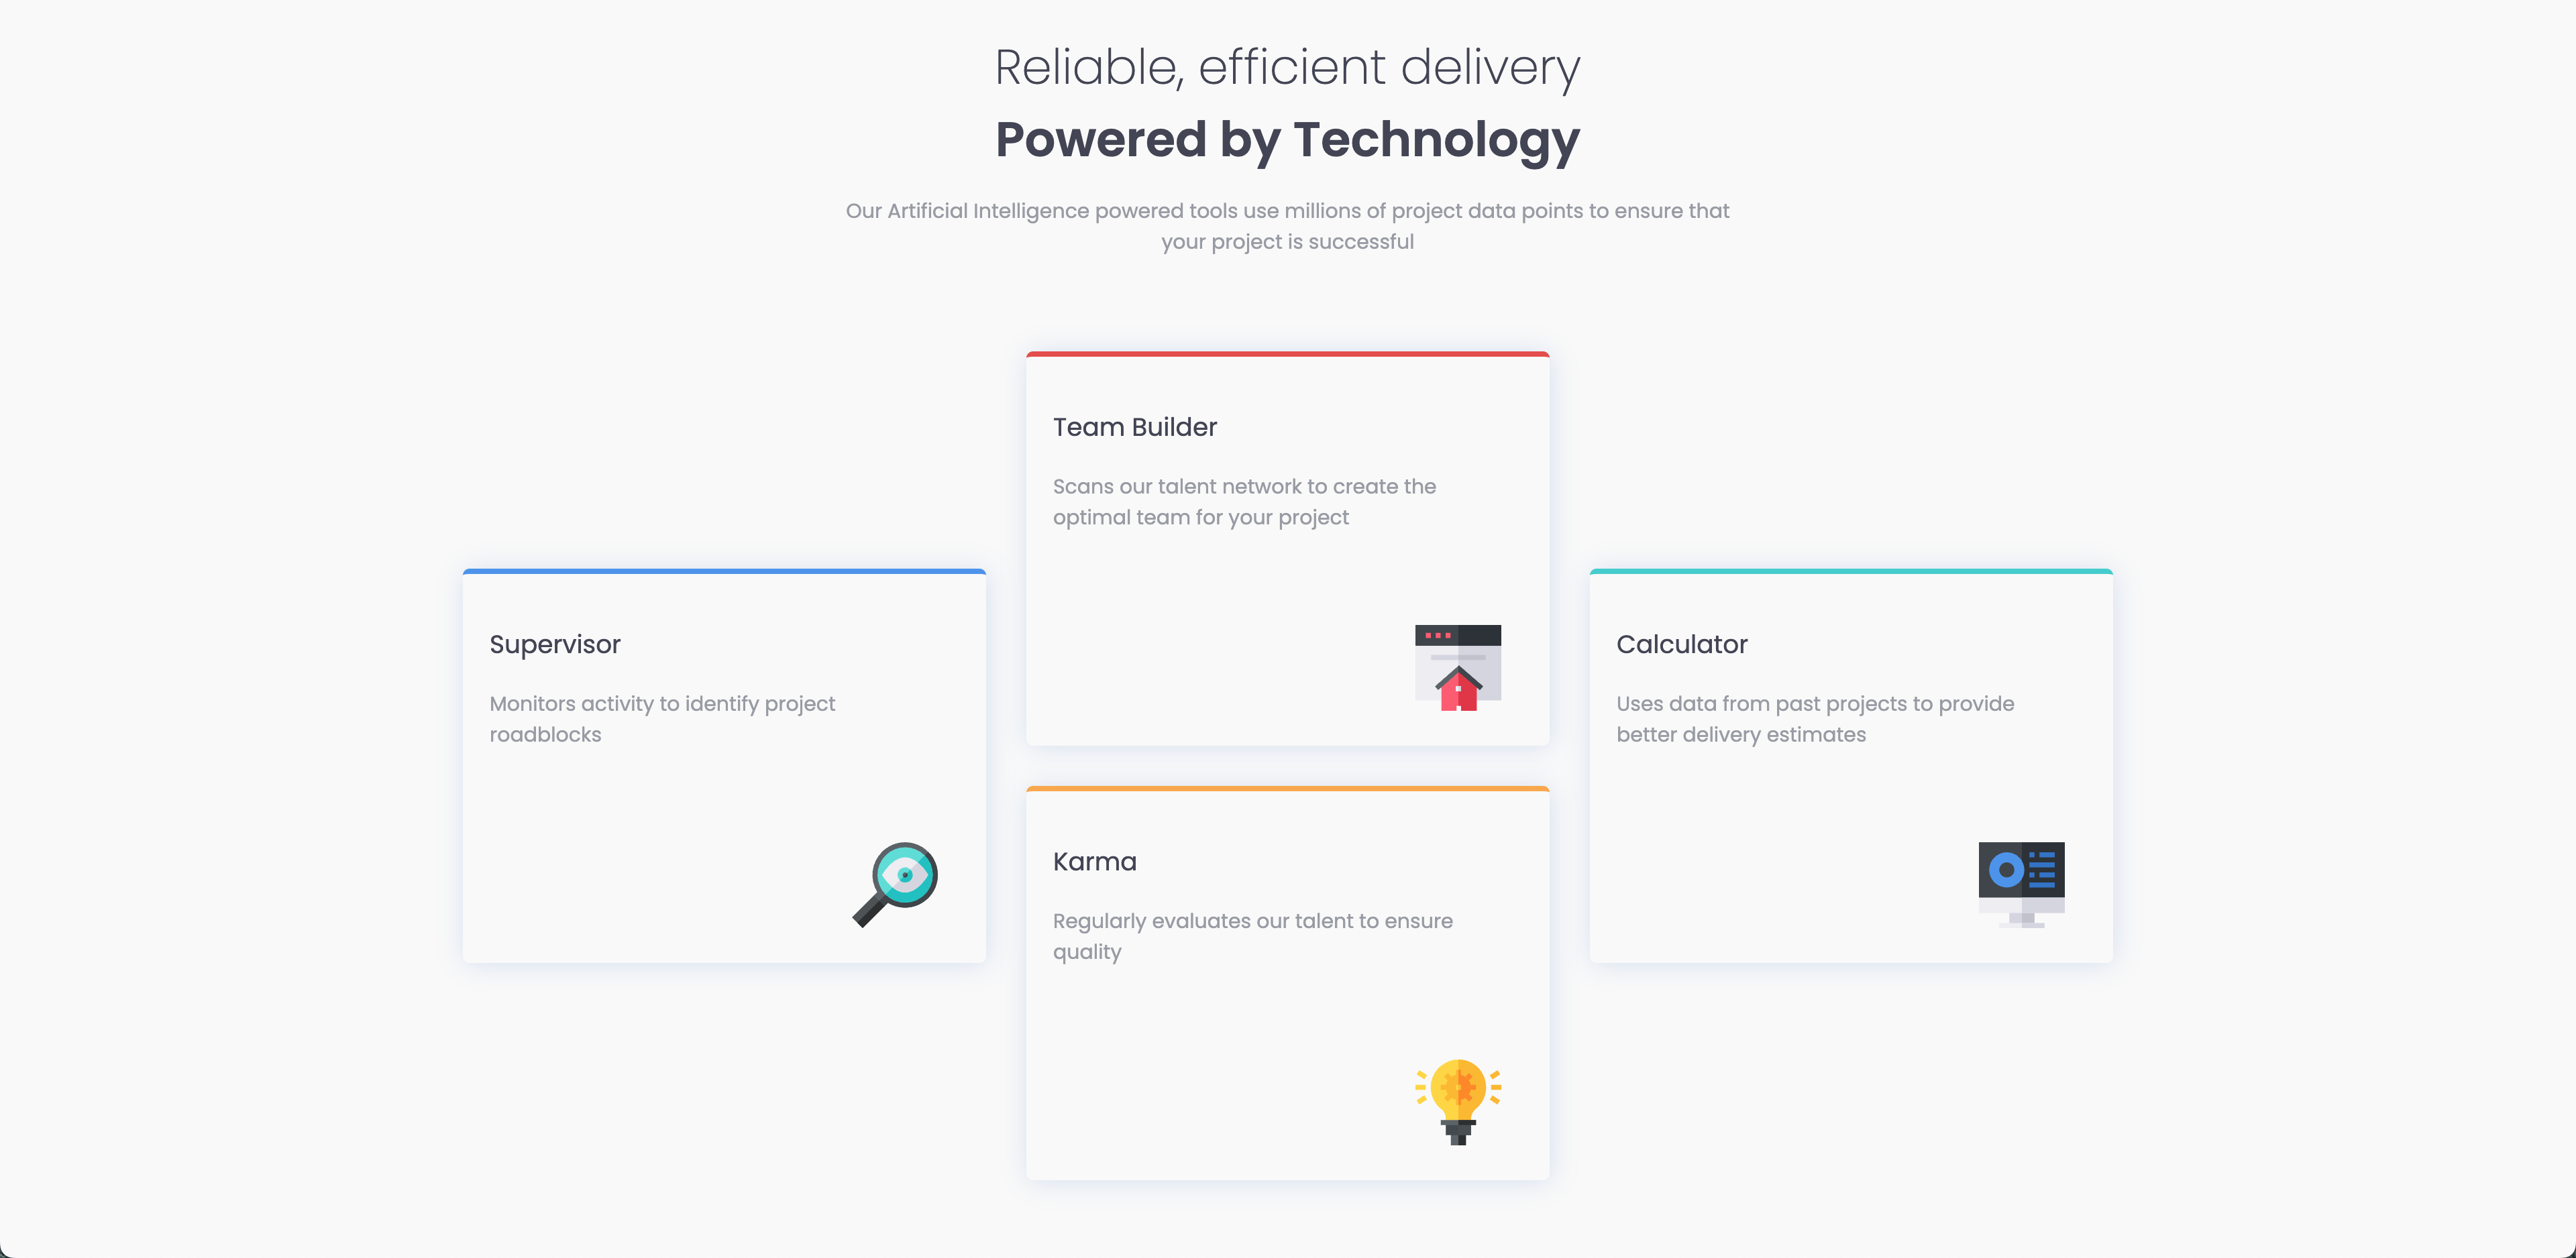 Reliable, efficient delivery
Powered by Technology
Our Artificial Intelligence powered tools use millions of project data points to ensure that
your project is successful
Team Builder
Scans our talent network to create the
optimal team for your project
Supervisor
Monitors activity to identify project
roadblocks
Calculator
Uses data from past projects to provide
better delivery estimates
Karma
Regularly evaluates our talent to ensure
quality